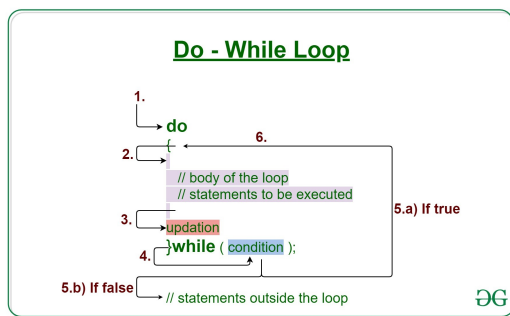 Do - While Loop
1.
do
6.
{
2.
// body of the loop
// statements to be executed
5.a) If true
3.
updation
}while ( condition );
4.
5.b) If false
// statements outside the loop